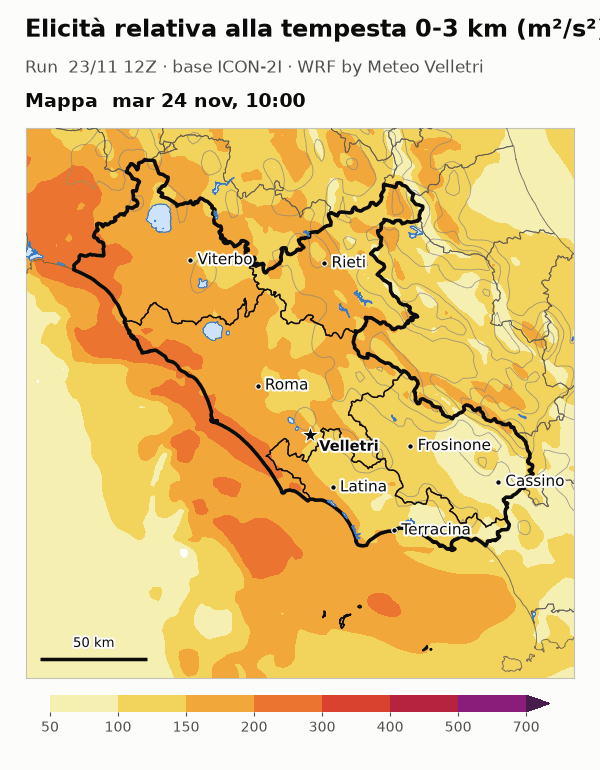 Elicità relativa alla tempesta 0-3 km (m²/s²)
Run 23/11 12Z · base ICON-2I · WRF by Meteo Velletri
Mappa mar 24 nov, 10:00
Viterbo
Rieti
Roma
Velletri
Frosinone
Cassino
Latina
Terracina
50 km
50 100 150 200 300 400 500 700